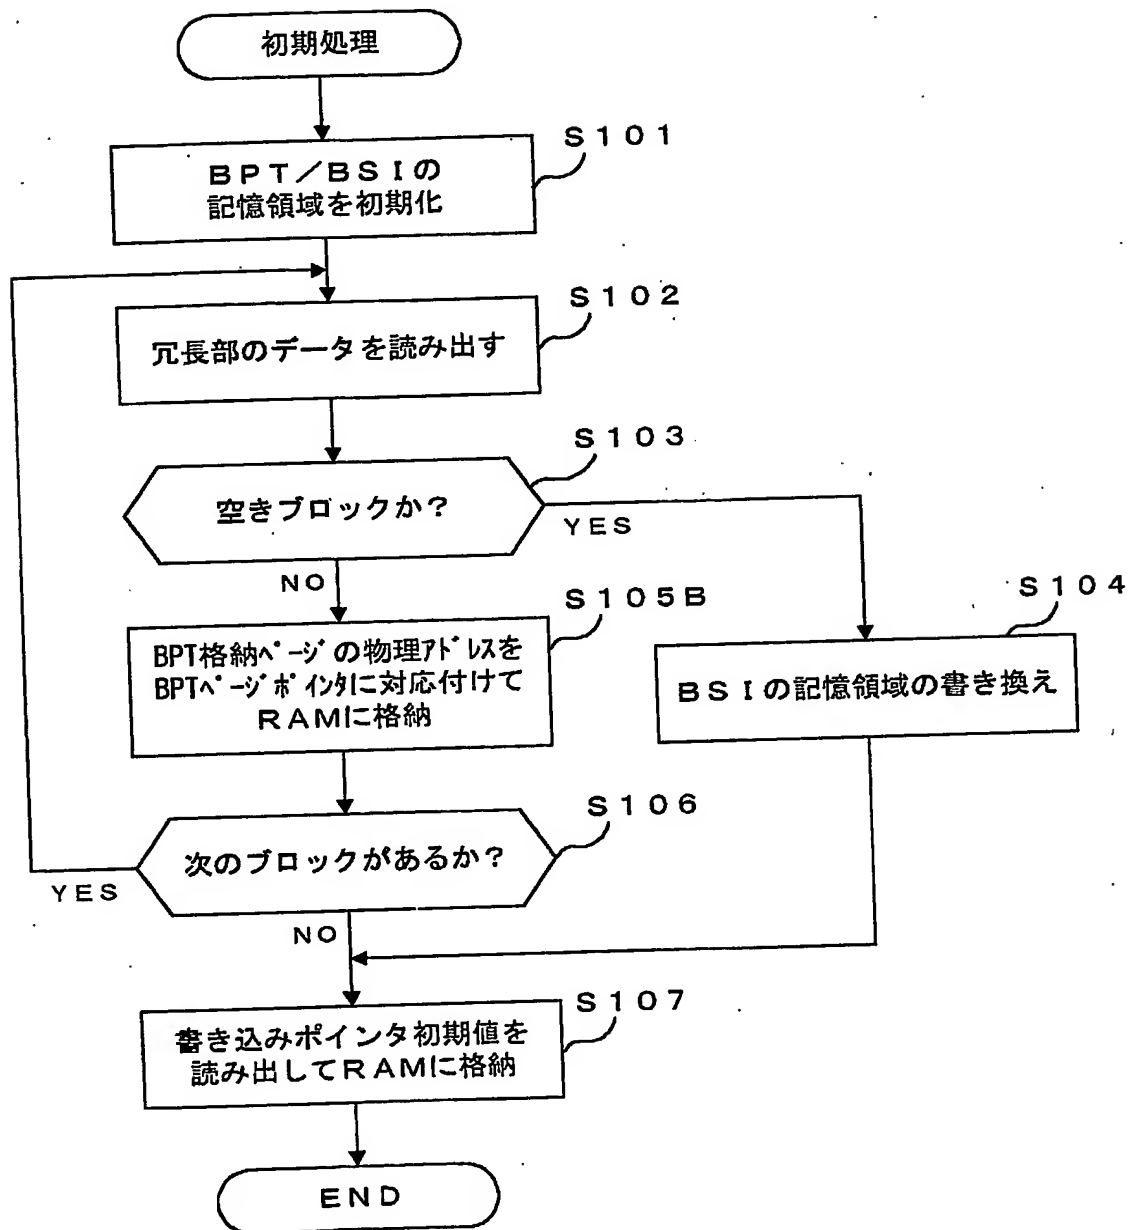 初期処理
S101
BPT/BSIの
記憶領域を初期化
S102
冗長部のデータを読み出す
S103
空きブロックか?
YES
NO
S105B
S104
BPT格納ページの物理アドレスを
BPTページポインタに対応付けて
RAMに格納
BSIの記憶領域の書き換え
S106
次のブロックがあるか?
YES
NO
S107
書き込みポインタ初期値を
読み出してRAMに格納
END